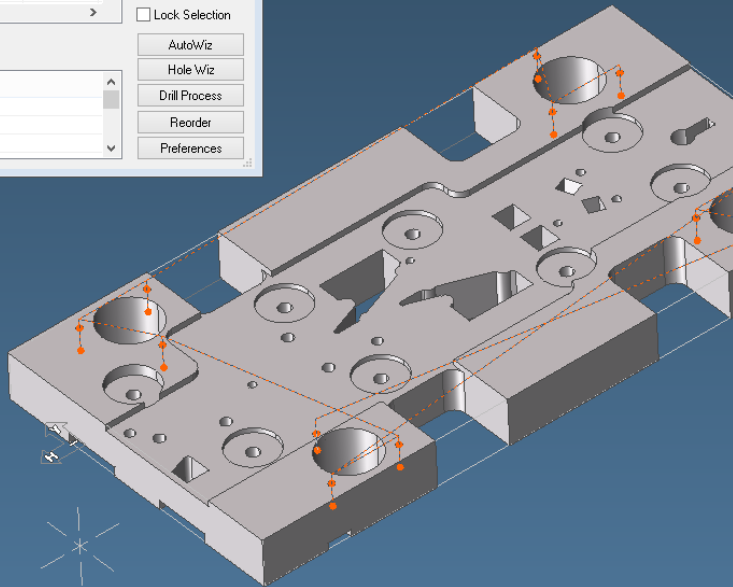 Lock Selection
AutoWiz
Hole Wiz
Drill Process
Reorder
Preferences